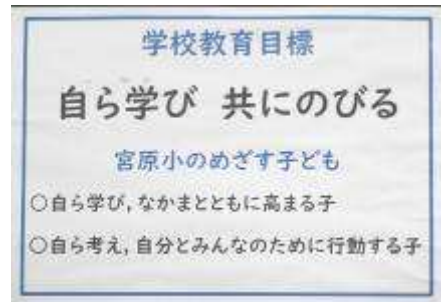 学校教育目標
自ら学び 共にのびる
宮原小のめざす子ども
○自ら学び,なかまとともに高まる子
○自ら考え,自分とみんなのために行動する子